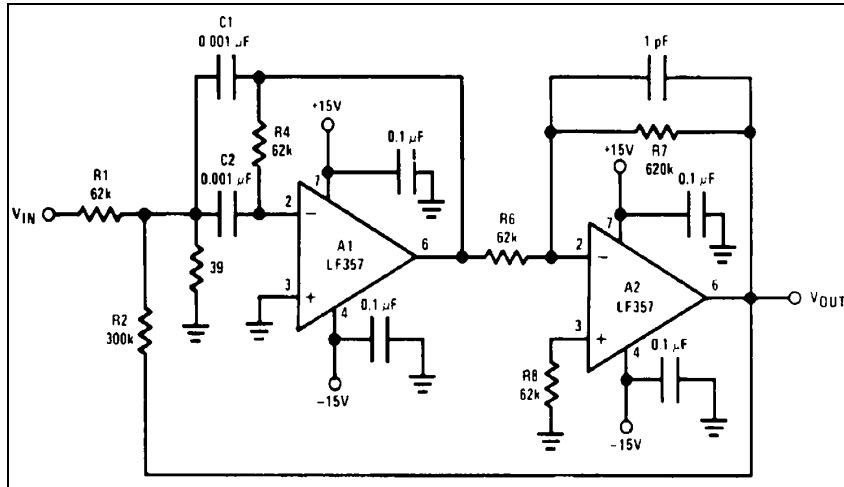 C1
0.001 μF
1 pF
+15V
R4
62k
0.1 μF
R7
620k
+15V
C2
0.001 μF
R1
62k
0.1 μF
VIN
7
2
−
A1
LF357
6
R6
62k
7
2
−
A2
LF357
6
VOUT
39
3
+
4
0.1 μF
R2
300k
3
+
4
0.1 μF
R8
62k
−15V
−15V